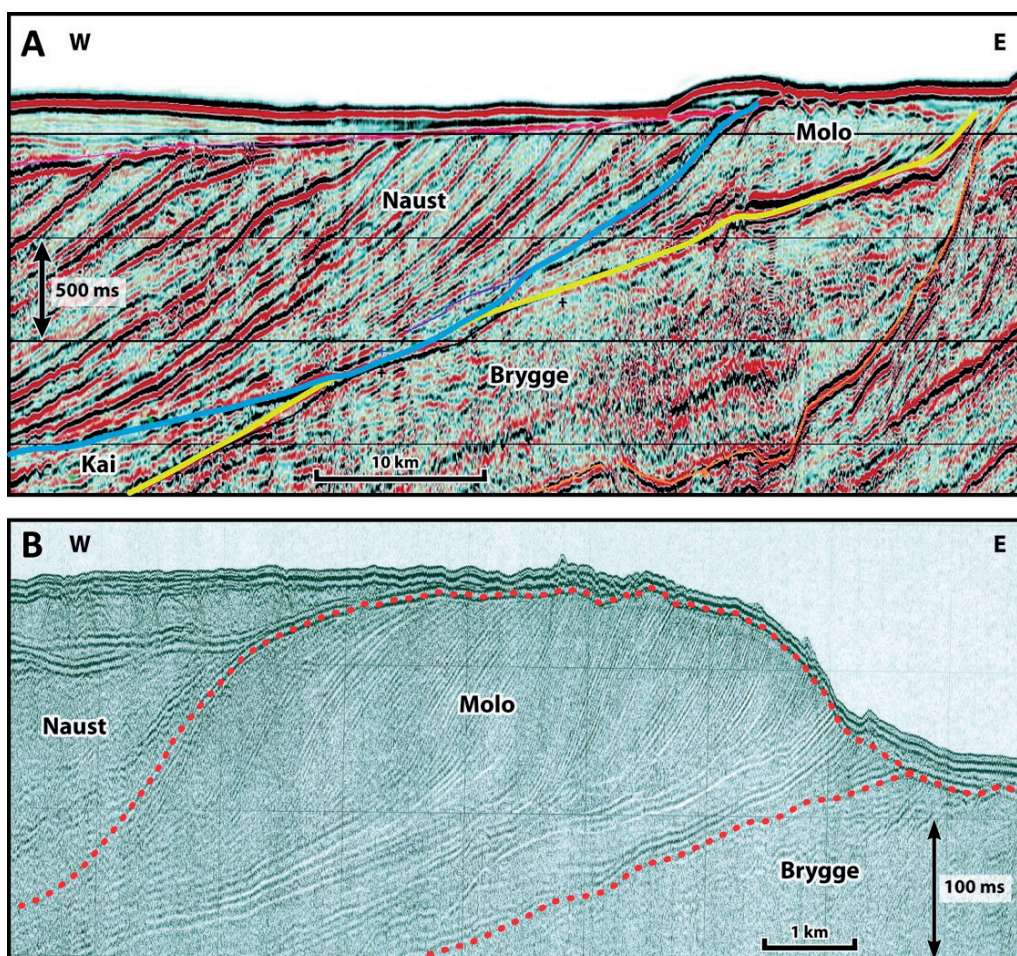 A W E
Molo
Naust
500 ms
Brygge
Kai
10 km
B W E
Molo
Naust
Brygge
100 ms
1 km